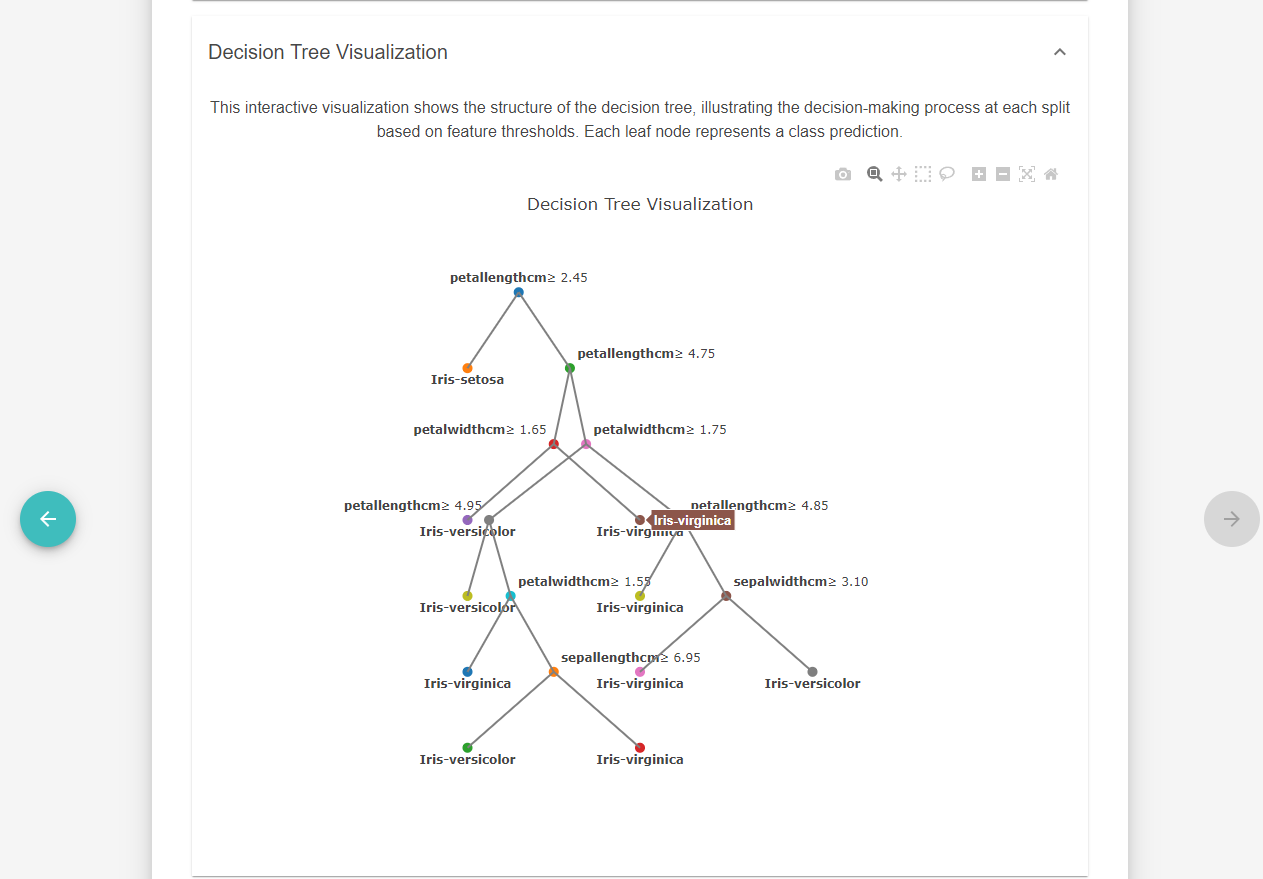 Decision Tree Visualization
This interactive visualization shows the structure of the decision tree, illustrating the decision-making process at each split
based on feature thresholds. Each leaf node represents a class prediction.
Decision Tree Visualization
petallengthcm≥ 2.45
petallengthcm≥ 4.75
Iris-setosa
petalwidthcm≥ 1.65
petalwidthcm≥ 1.75
petallengthcm≥ 4.95
petallengthcm≥ 4.85
Iris-virginica
Iris-versicolor
Iris-virginica
petalwidthcm≥ 1.55
sepalwidthcm≥ 3.10
Iris-versicolor
Iris-virginica
sepallengthcm≥ 6.95
Iris-virginica
Iris-virginica
Iris-versicolor
Iris-versicolor
Iris-virginica